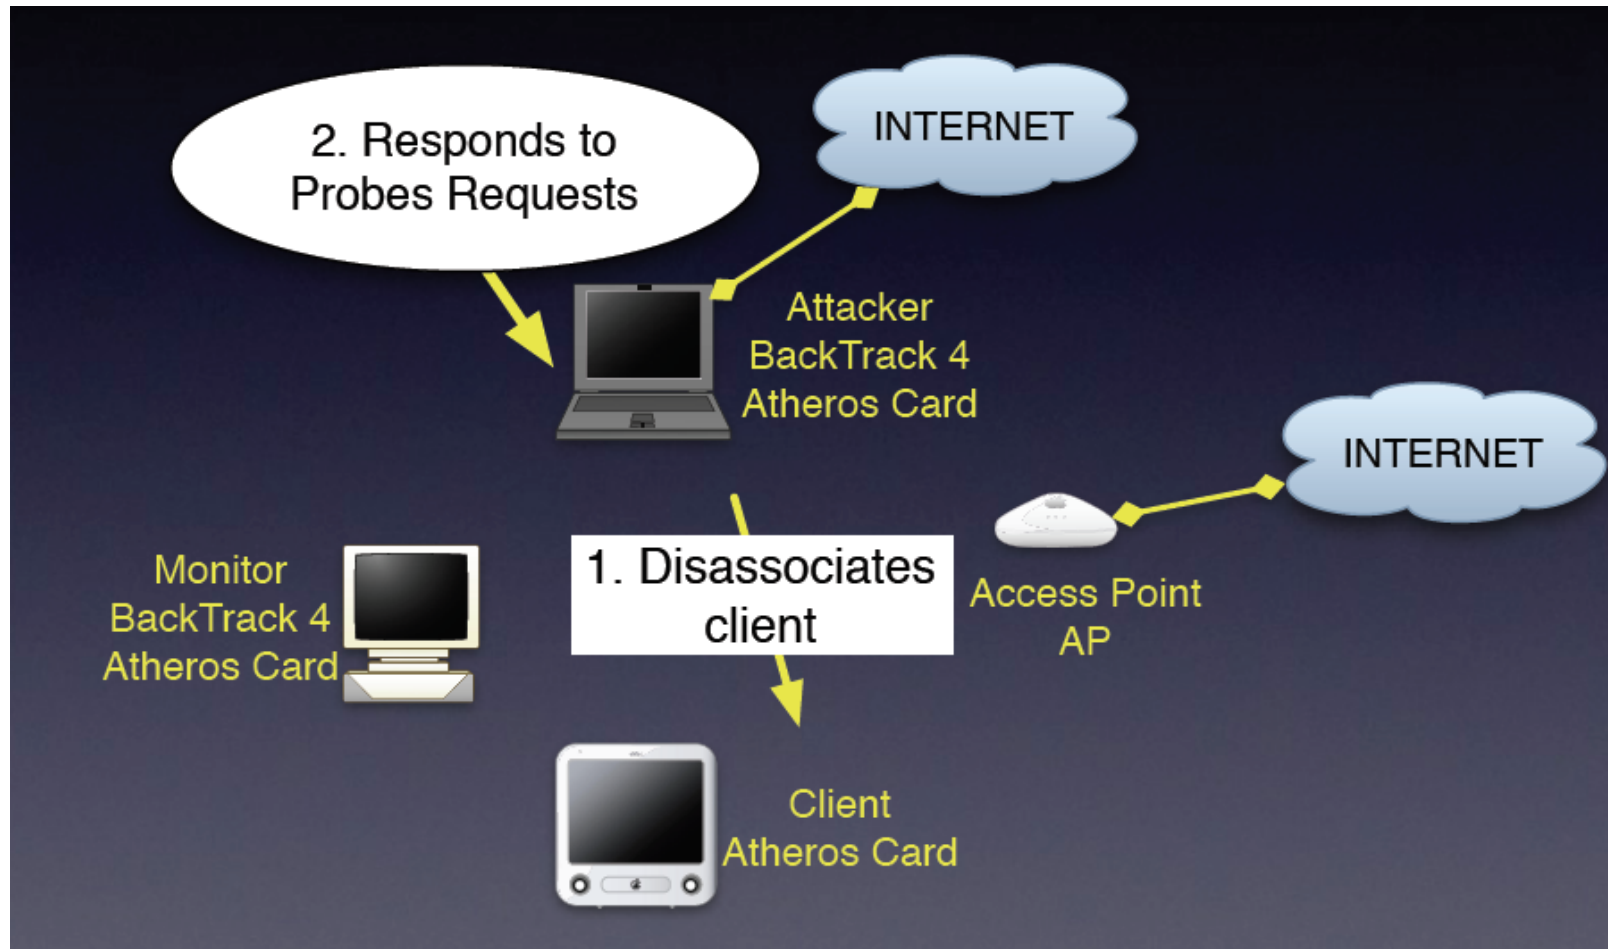 2. Responds to
Probes Requests
INTERNET
Attacker
BackTrack 4
Atheros Card
INTERNET
Monitor
BackTrack 4
Atheros Card
1. Disassociates
client
Access Point
AP
Client
Atheros Card